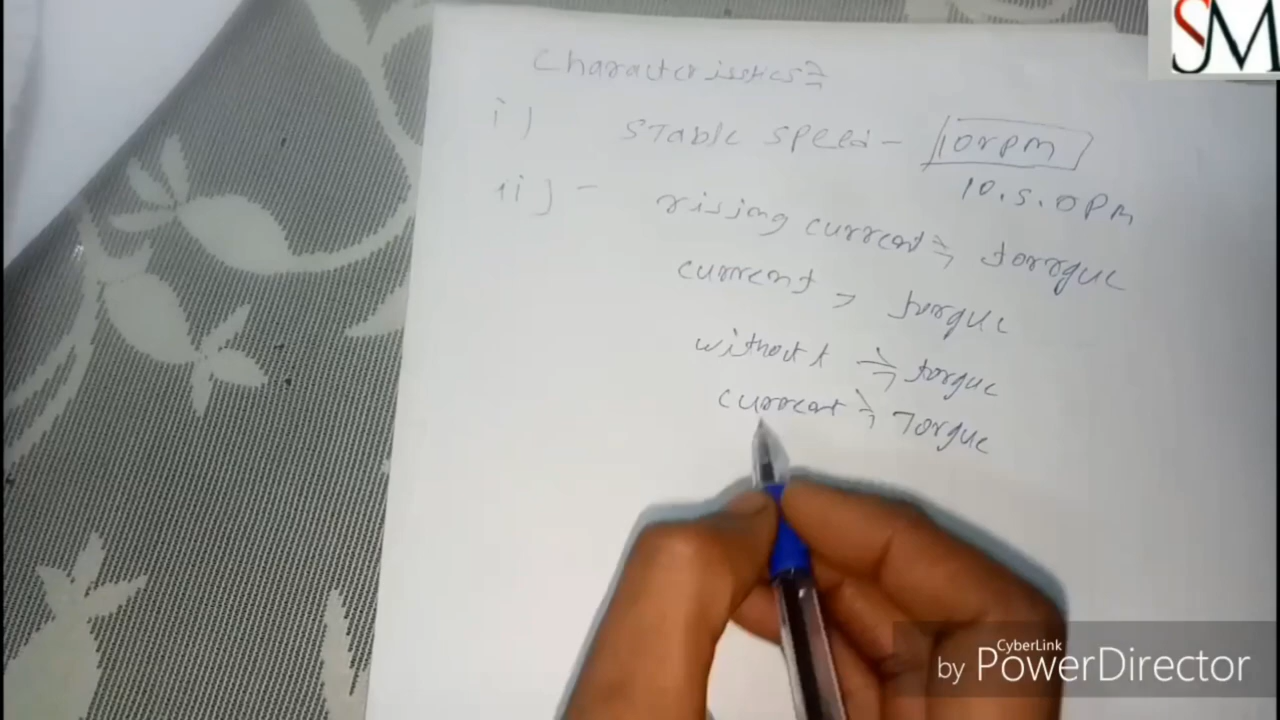 SM
Characteristics⇒
i) Stable speed - 10rpm
10.5.0pm
ii) - rising current ⇒ torrque
current , torque
without ⇒ torque
current ⇒ Torque
CyberLink
by PowerDirector